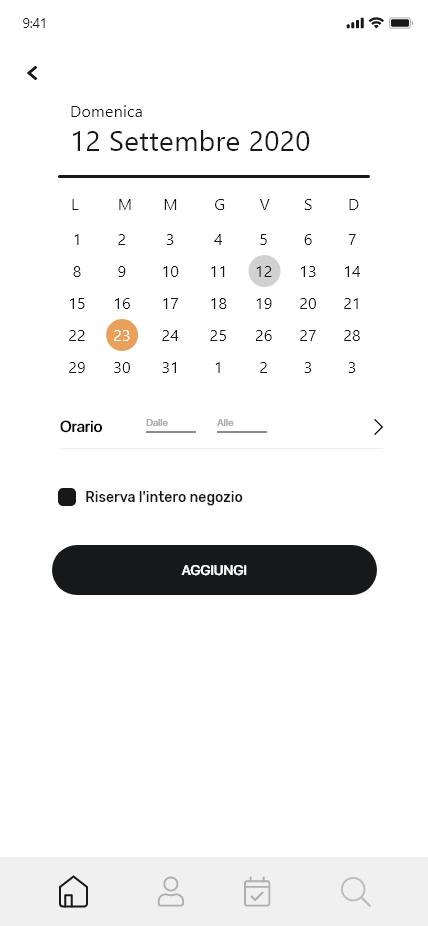 9:41
Domenica
12 Settembre 2020
L M M G V S D
1 2 3 4 5 6 7
8 9 10 11 12 13 14
15 16 17 18 19 20 21
22 23 24 25 26 27 28
29 30 31 1 2 3 3
Orario Dalle Alle
Riserva l'intero negozio
AGGIUNGI